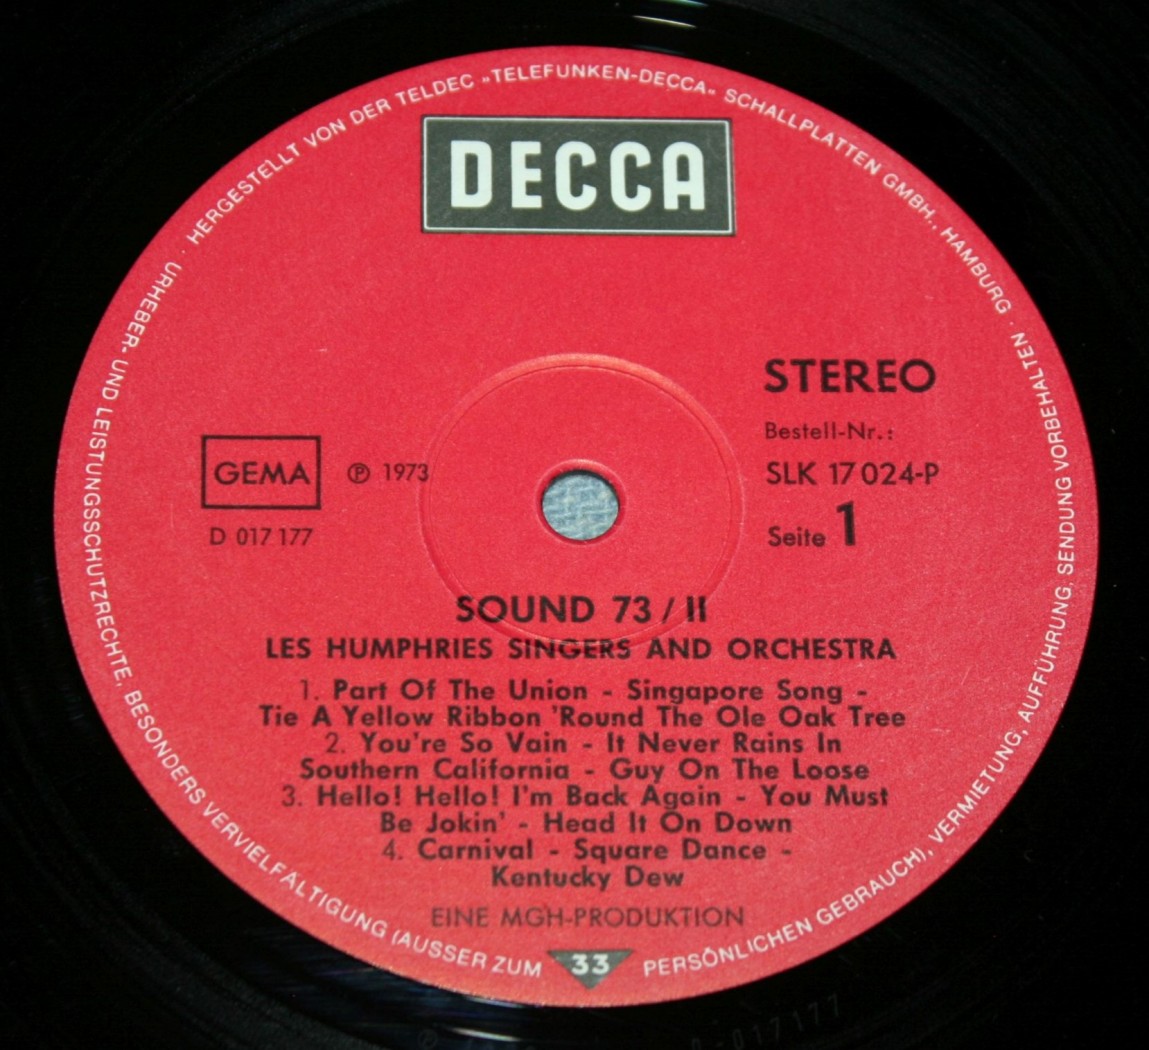 HERGESTELLT VON DER TELDEC »TELEFUNKEN-DECCA« SCHALLPLATTEN GMBH., HAMBURG · URHEBER- UND LEISTUNGSSCHUTZRECHTE, BESONDERS VERVIELFÄLTIGUNG (AUSSER ZUM PERSÖNLICHEN GEBRAUCH), VERMIETUNG, AUFFÜHRUNG, SENDUNG VORBEHALTEN ·
DECCA
STEREO
Bestell-Nr.:
SLK 17 024-P
Seite 1
GEMA ℗ 1973
D 017 177
SOUND 73 / II
LES HUMPHRIES SINGERS AND ORCHESTRA
1. Part Of The Union - Singapore Song -
Tie A Yellow Ribbon 'Round The Ole Oak Tree
2. You're So Vain - It Never Rains In
Southern California - Guy On The Loose
3. Hello! Hello! I'm Back Again - You Must
Be Jokin' - Head It On Down
4. Carnival - Square Dance -
Kentucky Dew
EINE MGH-PRODUKTION
33
017177